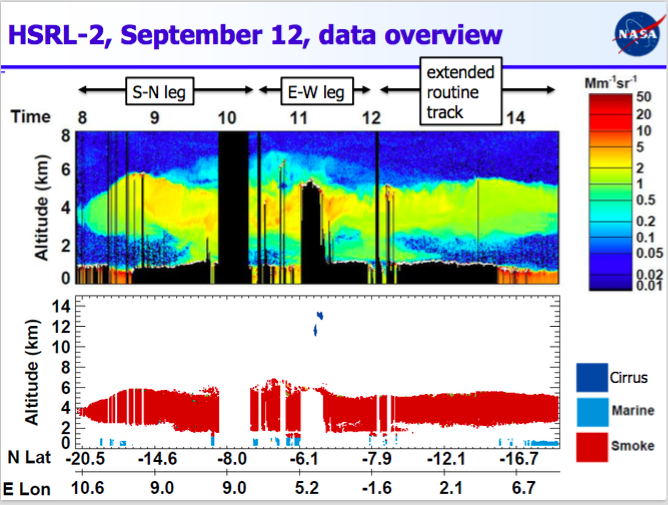 HSRL-2, September 12, data overview
NASA
S-N leg
E-W leg
extended
routine
track
Mm⁻¹sr⁻¹
Time 8 9 10 11 12 14
50
20
10
5
2
1
0.5
0.2
0.1
0.05
0.02
0.01
Altitude (km)
8
6
4
2
0
Altitude (km)
14
12
10
8
6
4
2
0
Cirrus
Marine
Smoke
N Lat -20.5 -14.6 -8.0 -6.1 -7.9 -12.1 -16.7
E Lon 10.6 9.0 9.0 5.2 -1.6 2.1 6.7